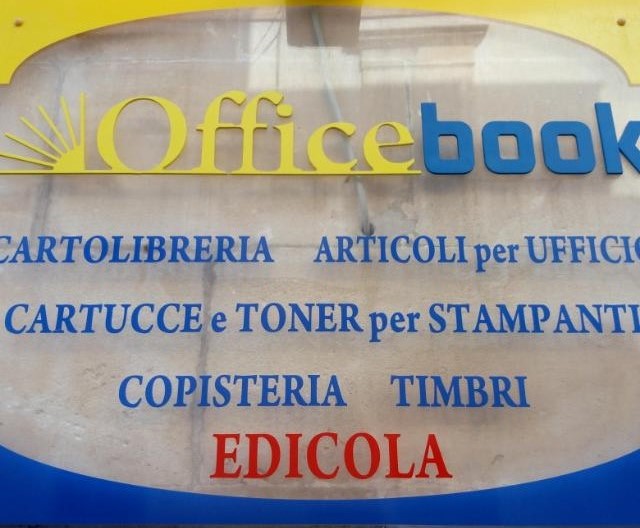 Officebook
CARTOLIBRERIA ARTICOLI per UFFICIO
CARTUCCE e TONER per STAMPANTI
COPISTERIA TIMBRI
EDICOLA